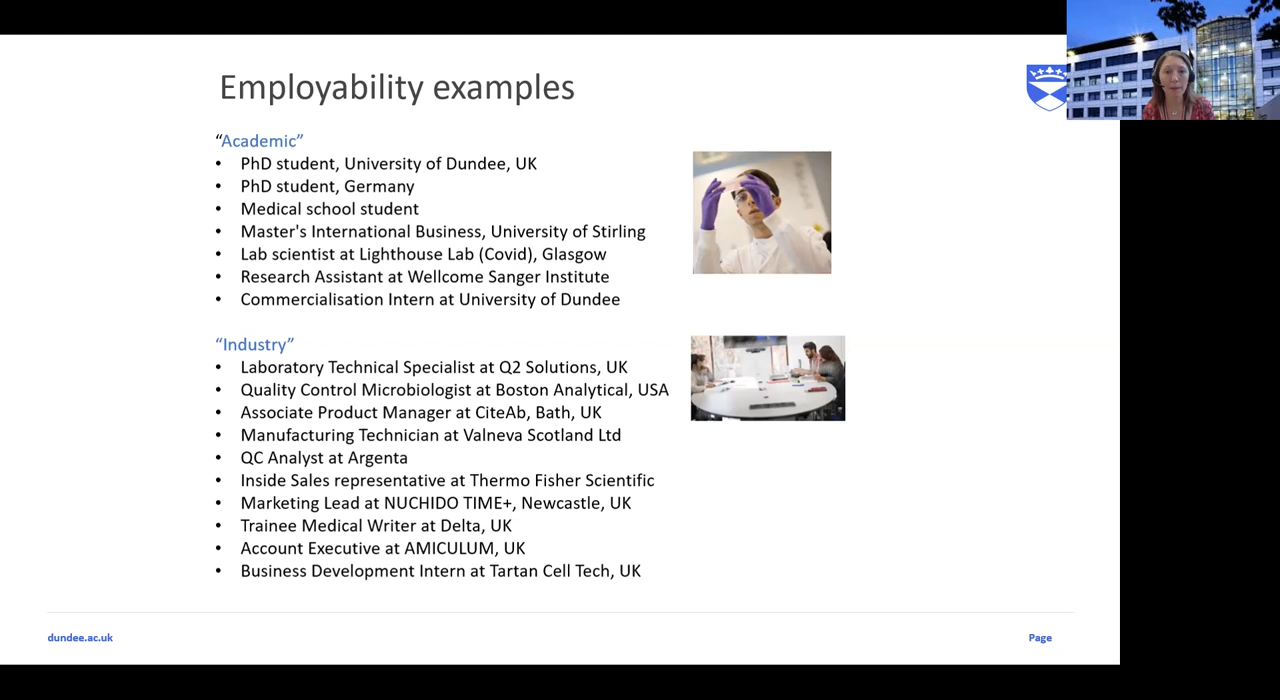 Employability examples
“Academic”
• PhD student, University of Dundee, UK
• PhD student, Germany
• Medical school student
• Master's International Business, University of Stirling
• Lab scientist at Lighthouse Lab (Covid), Glasgow
• Research Assistant at Wellcome Sanger Institute
• Commercialisation Intern at University of Dundee
“Industry”
• Laboratory Technical Specialist at Q2 Solutions, UK
• Quality Control Microbiologist at Boston Analytical, USA
• Associate Product Manager at CiteAb, Bath, UK
• Manufacturing Technician at Valneva Scotland Ltd
• QC Analyst at Argenta
• Inside Sales representative at Thermo Fisher Scientific
• Marketing Lead at NUCHIDO TIME+, Newcastle, UK
• Trainee Medical Writer at Delta, UK
• Account Executive at AMICULUM, UK
• Business Development Intern at Tartan Cell Tech, UK
dundee.ac.uk
Page